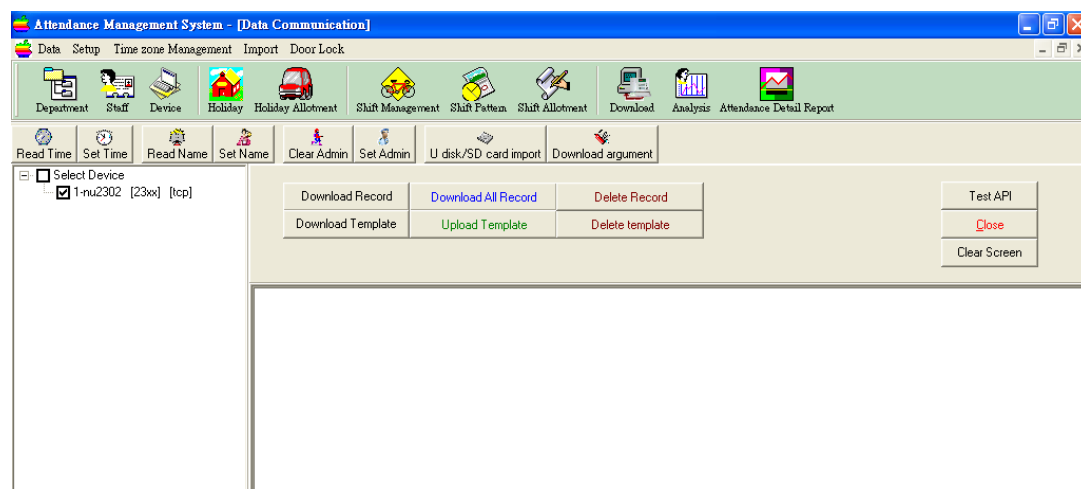 Attendance Management System - [Data Communication]
Data Setup Time zone Management Import Door Lock
Department Staff Device Holiday Holiday Allotment Shift Management Shift Pattern Shift Allotment Download Analysis Attendance Detail Report
Read Time Set Time Read Name Set Name Clear Admin Set Admin U disk/SD card import Download argument
Select Device
1-nu2302 [23xx] [tcp]
Download Record Download All Record Delete Record Test API
Download Template Upload Template Delete template Close
Clear Screen